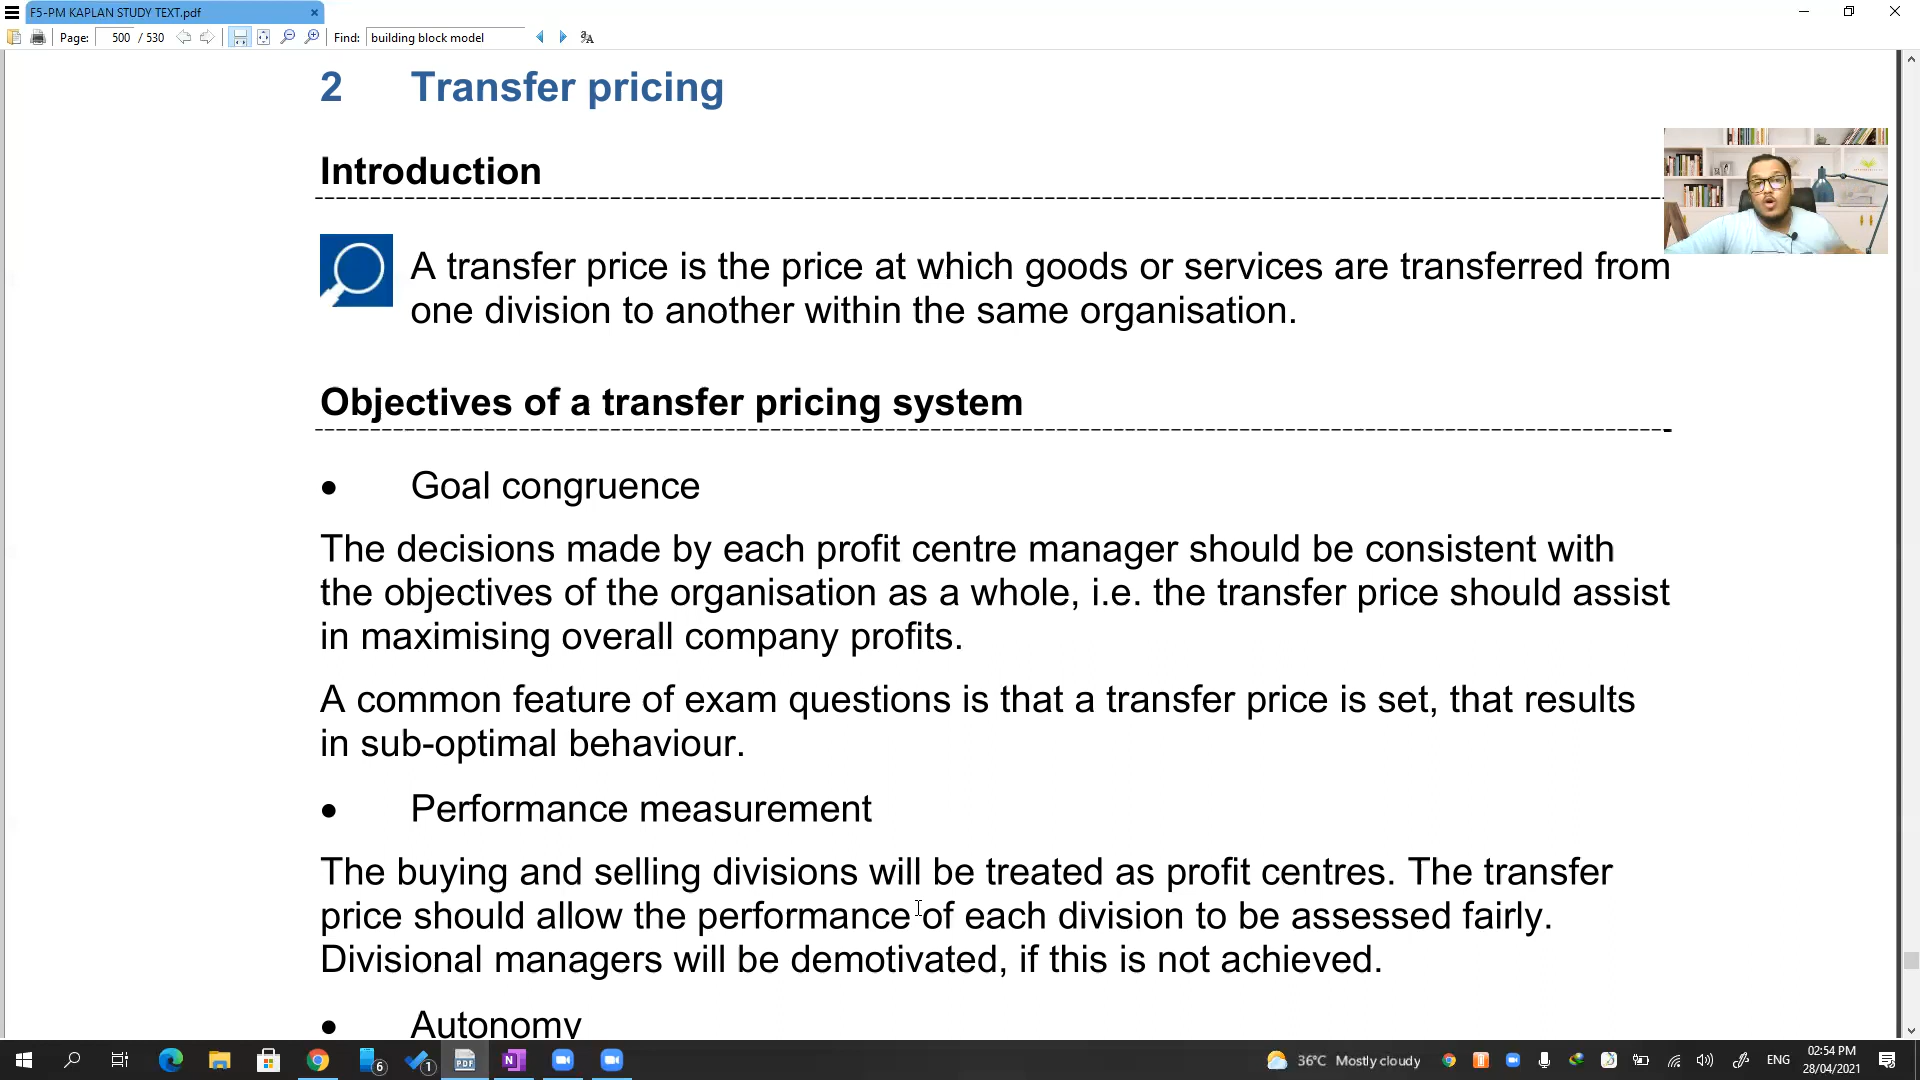 F5-PM KAPLAN STUDY TEXT.pdf
Page: 500 / 530 Find: building block model
2 Transfer pricing
Introduction
A transfer price is the price at which goods or services are transferred from
one division to another within the same organisation.
Objectives of a transfer pricing system
• Goal congruence
The decisions made by each profit centre manager should be consistent with
the objectives of the organisation as a whole, i.e. the transfer price should assist
in maximising overall company profits.
A common feature of exam questions is that a transfer price is set, that results
in sub-optimal behaviour.
• Performance measurement
The buying and selling divisions will be treated as profit centres. The transfer
price should allow the performance of each division to be assessed fairly.
Divisional managers will be demotivated, if this is not achieved.
• Autonomy
6 1 PDF N 36°C Mostly cloudy ENG 02:54 PM
28/04/2021